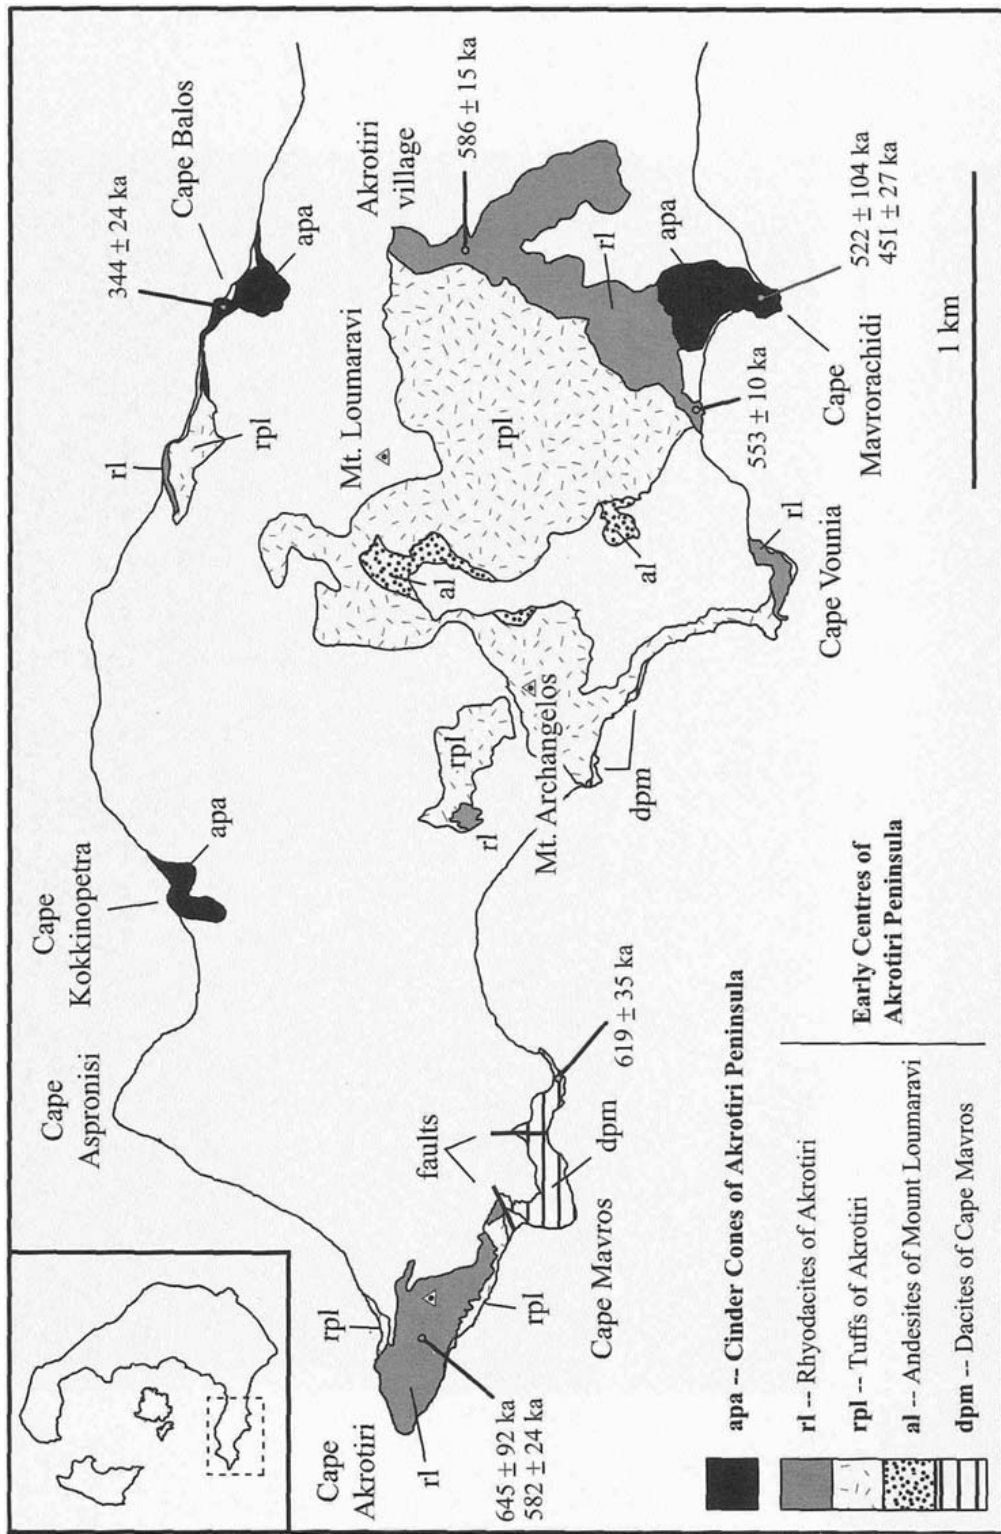 Cape
Aspronisi
Cape
Kokkinopetra
apa
rl
rpl
344 ± 24 ka
Cape Balos
apa
Mt. Loumaravi
Akrotiri
village
586 ± 15 ka
rpl
al
al
rl
apa
522 ± 104 ka
451 ± 27 ka
Cape
Mavrorachidi
553 ± 10 ka
rl
Cape Vounia
rpl
rl
Mt. Archangelos
dpm
619 ± 35 ka
faults
dpm
Cape Mavros
rpl
rpl
Cape
Akrotiri
rl
645 ± 92 ka
582 ± 24 ka
1 km
apa -- Cinder Cones of Akrotiri Peninsula
rl -- Rhyodacites of Akrotiri
rpl -- Tuffs of Akrotiri
al -- Andesites of Mount Loumaravi
dpm -- Dacites of Cape Mavros
Early Centres of
Akrotiri Peninsula